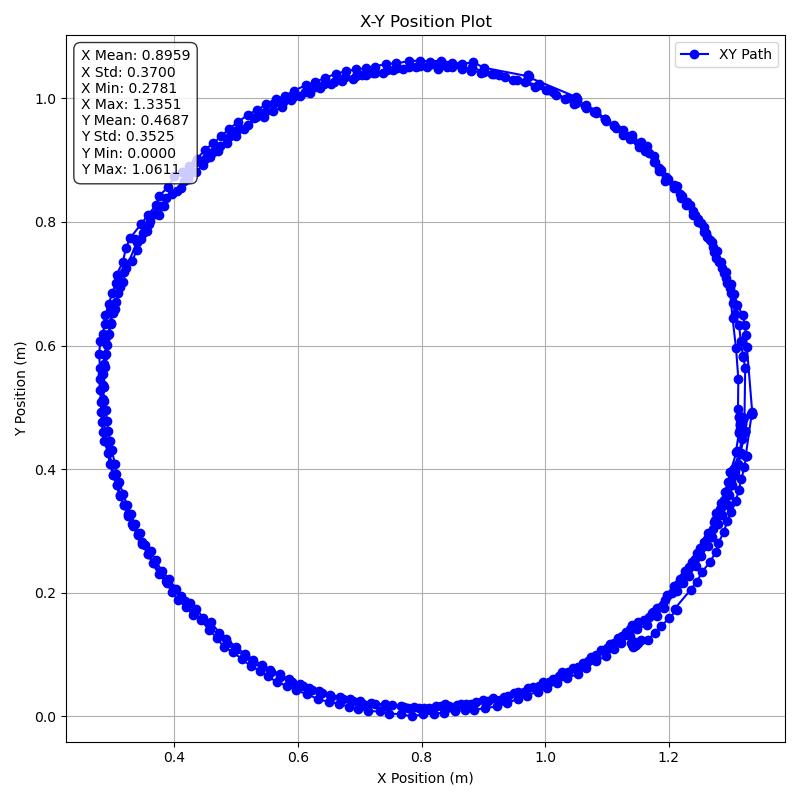 X-Y Position Plot
X Mean: 0.8959
X Std: 0.3700
X Min: 0.2781
X Max: 1.3351
Y Mean: 0.4687
Y Std: 0.3525
Y Min: 0.0000
Y Max: 1.0611
XY Path
1.0
0.8
0.6
0.4
0.2
0.0
Y Position (m)
0.4 0.6 0.8 1.0 1.2
X Position (m)